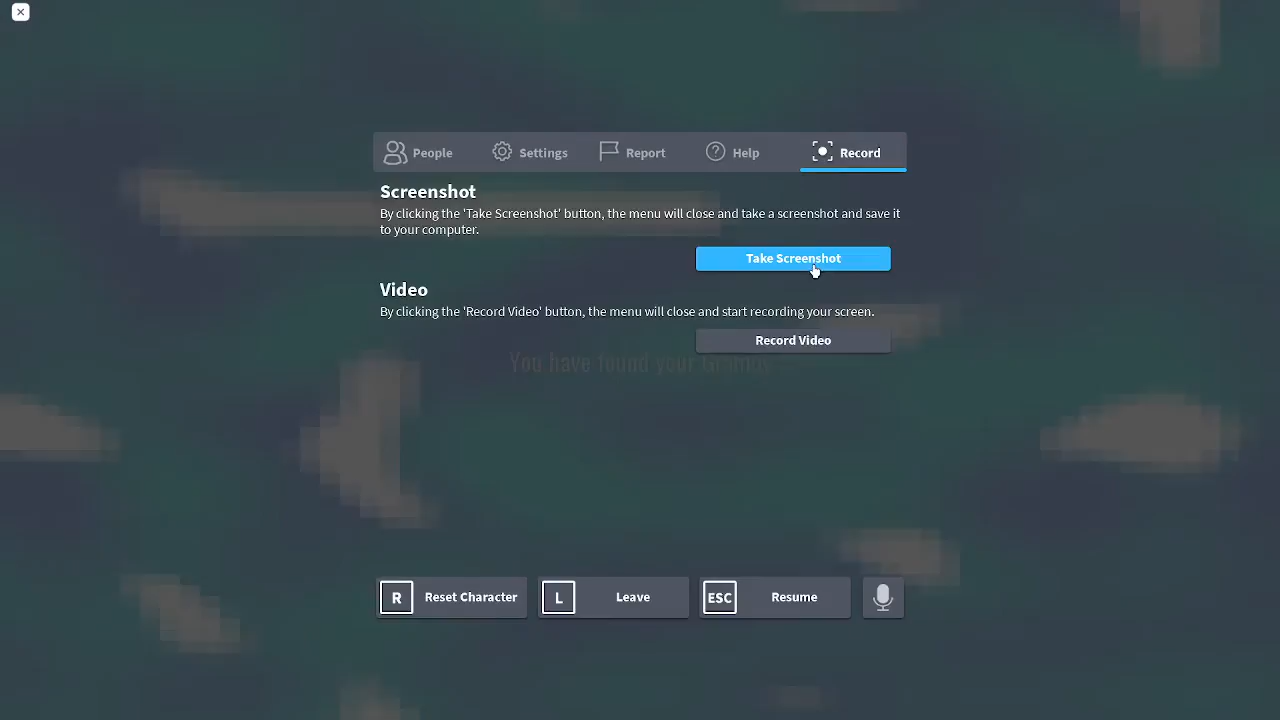 People Settings Report Help Record
Screenshot
By clicking the 'Take Screenshot' button, the menu will close and take a screenshot and save it
to your computer.
Take Screenshot
Video
By clicking the 'Record Video' button, the menu will close and start recording your screen.
Record Video
You have found your Gramps
R Reset Character L Leave ESC Resume